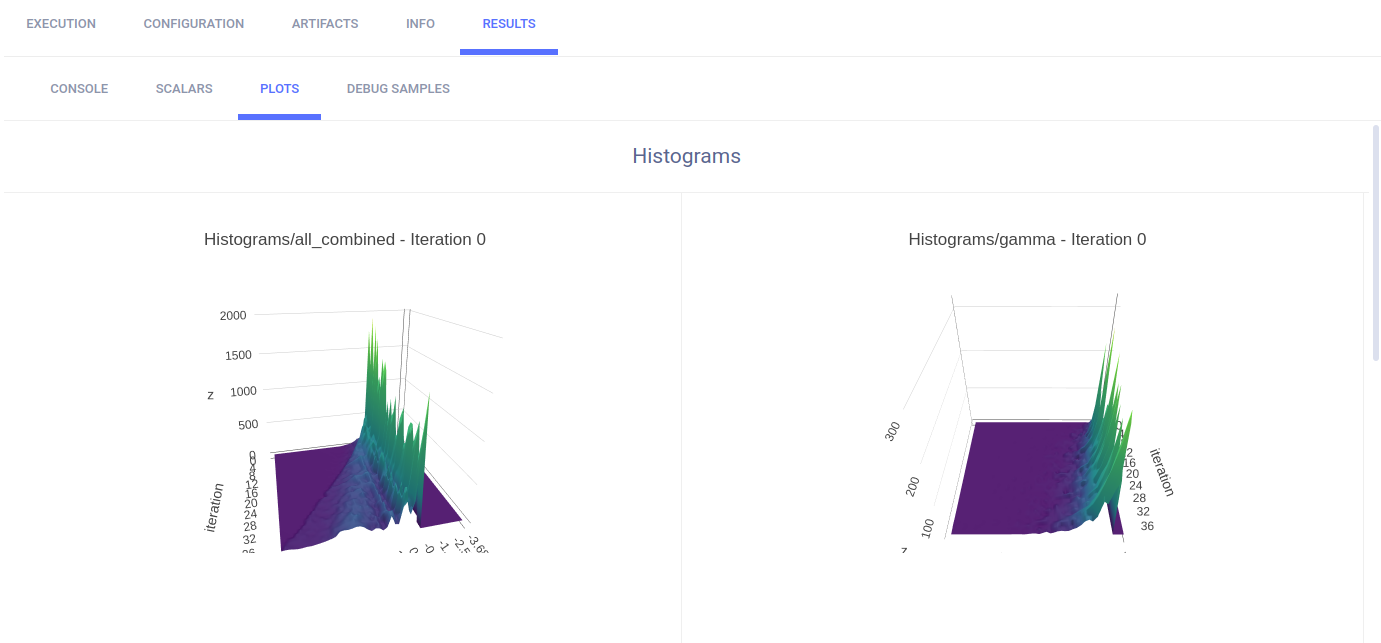 EXECUTION CONFIGURATION ARTIFACTS INFO RESULTS
CONSOLE SCALARS PLOTS DEBUG SAMPLES
Histograms
Histograms/all_combined - Iteration 0
2000
1500
z 1000
500
0
0
4
8
12
16
20
24
28
32
iteration
-2.5
Histograms/gamma - Iteration 0
300
200
100
16
20
24
28
32
36
iteration